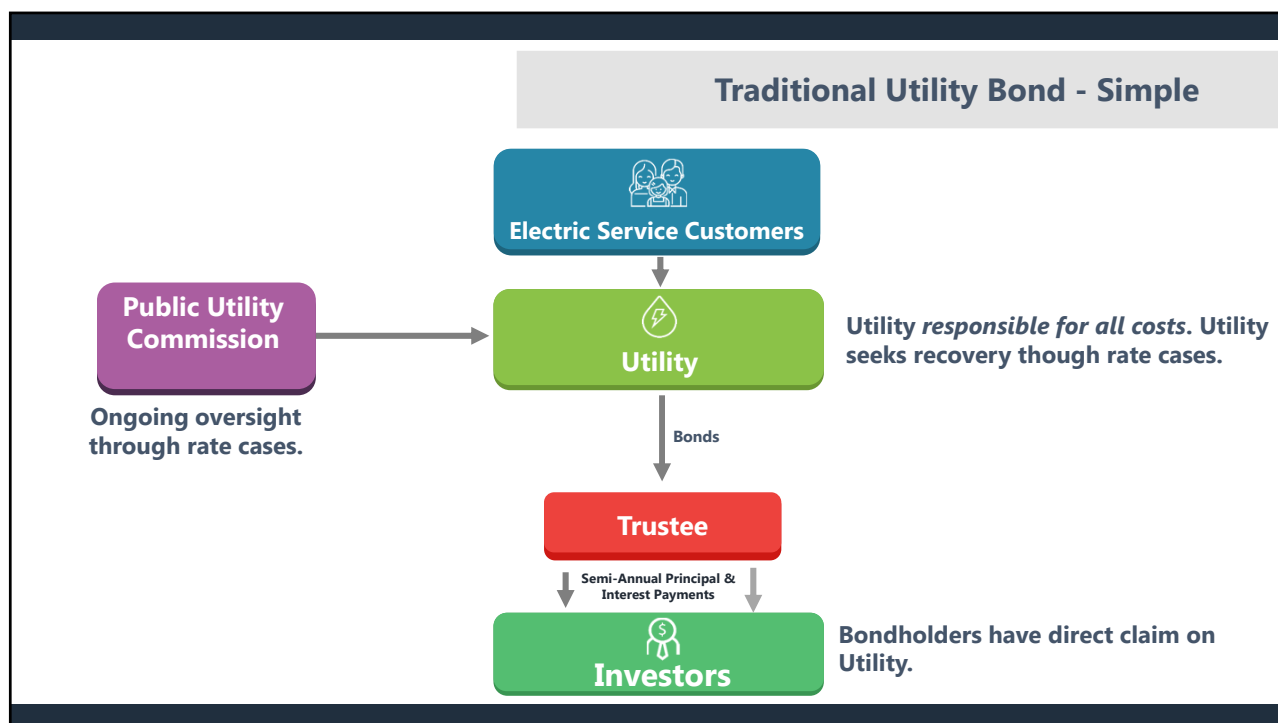 Traditional Utility Bond - Simple
Electric Service Customers
Public Utility
Commission
Ongoing oversight
through rate cases.
Utility
Utility responsible for all costs. Utility
seeks recovery though rate cases.
Bonds
Trustee
Semi-Annual Principal &
Interest Payments
$
Investors
Bondholders have direct claim on
Utility.